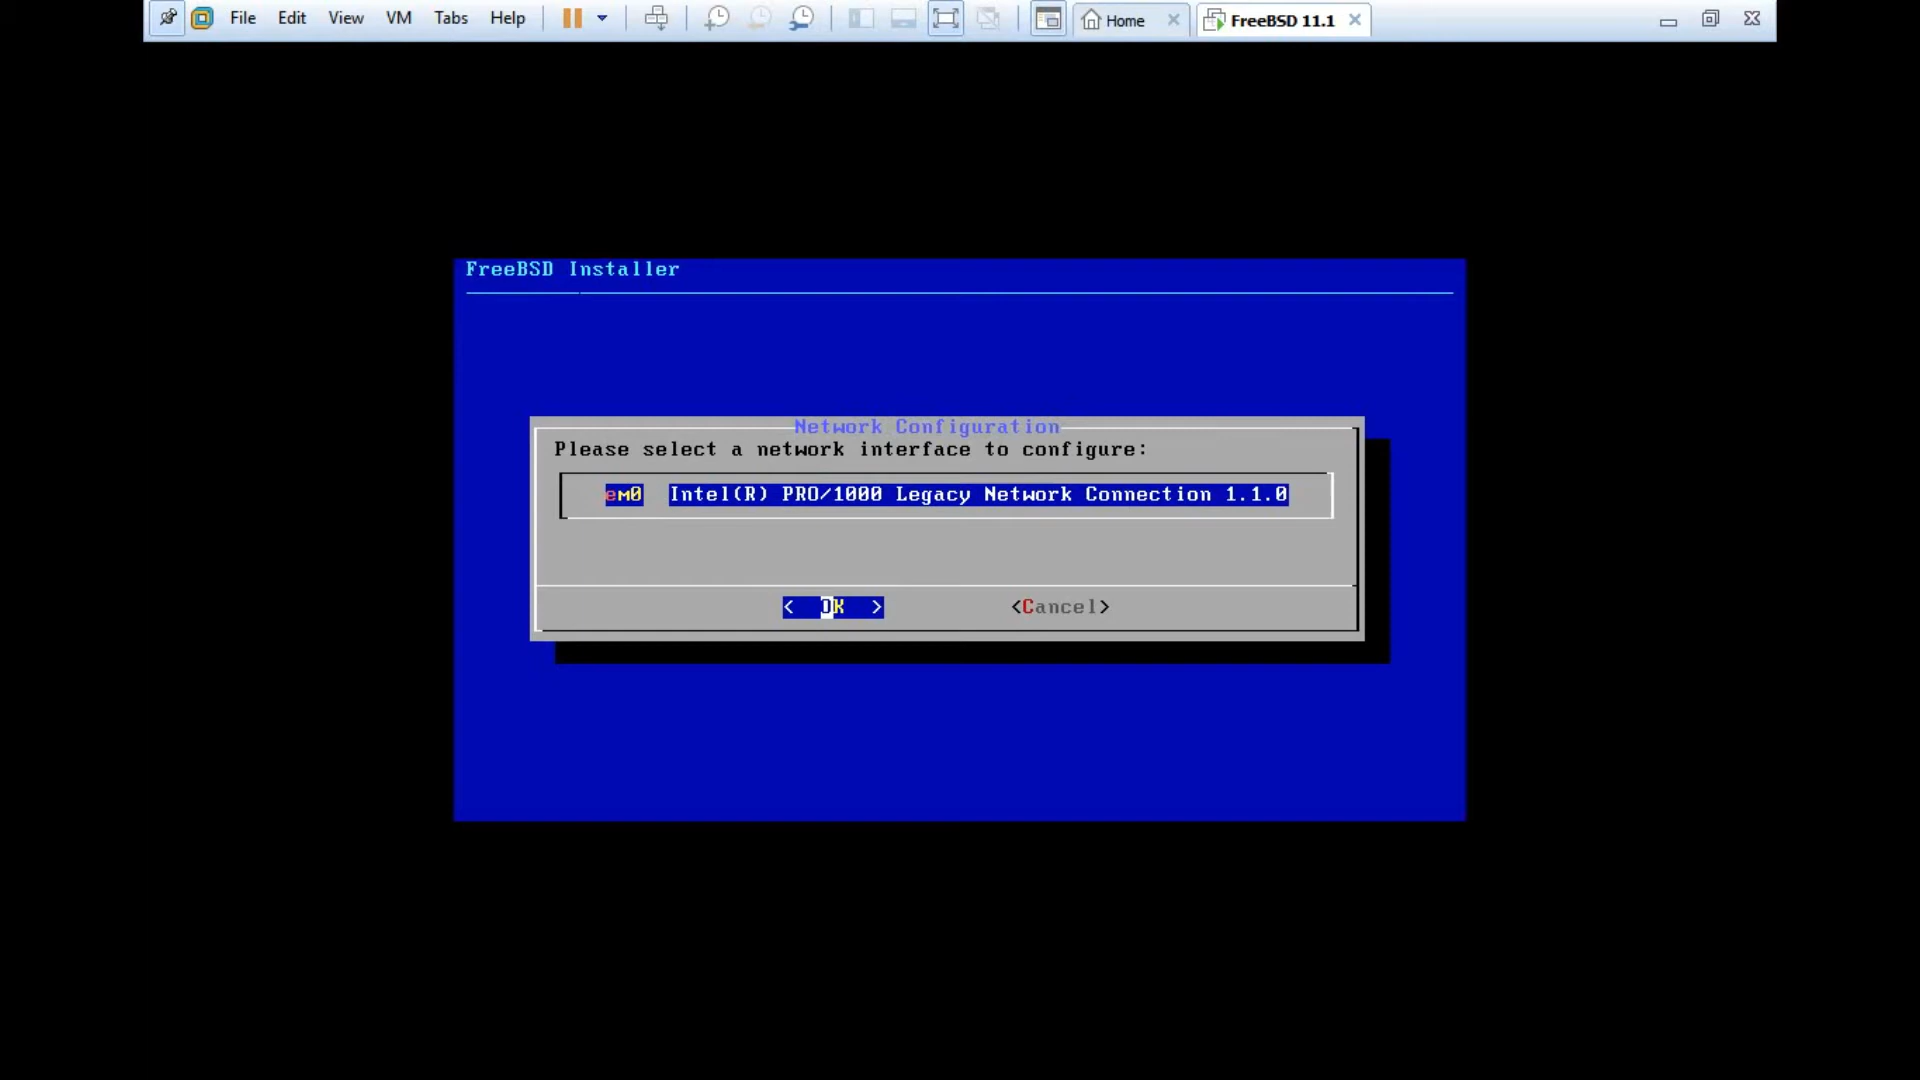 File Edit View VM Tabs Help Home FreeBSD 11.1
FreeBSD Installer
Network Configuration
Please select a network interface to configure:
em0 Intel(R) PRO/1000 Legacy Network Connection 1.1.0
< OK > <Cancel>